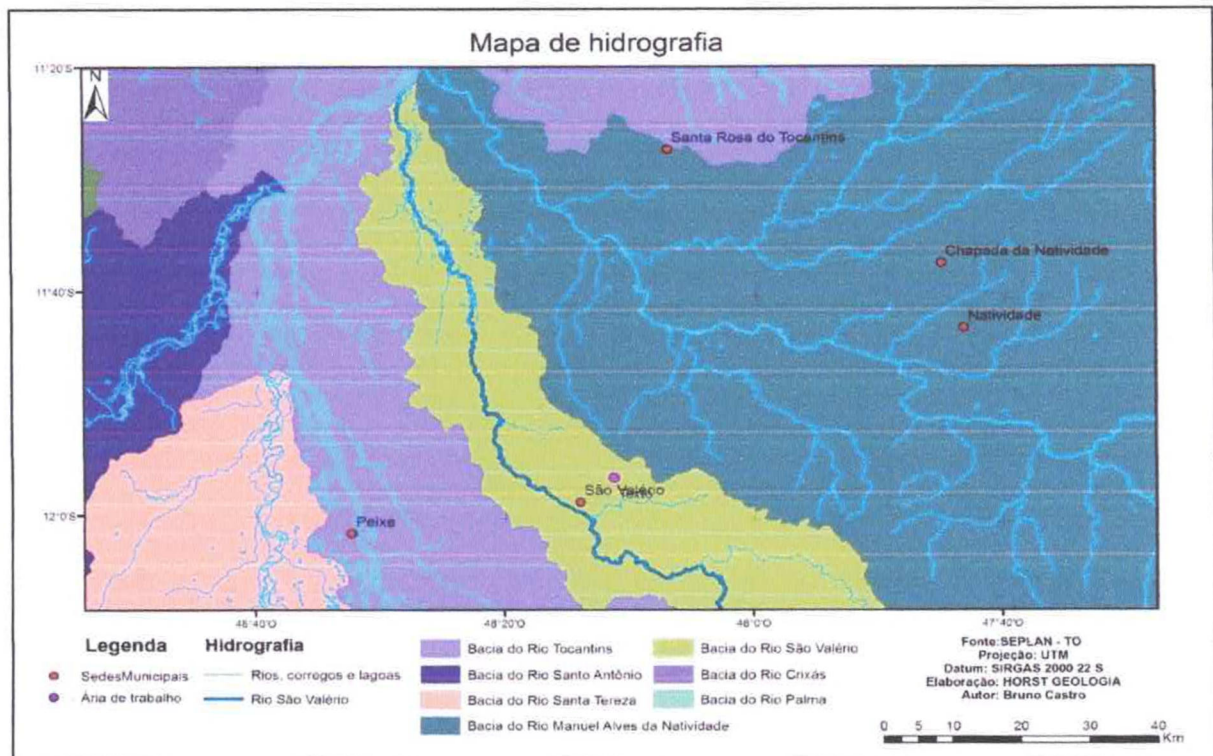 Mapa de hidrografia
11°20'S
N
Santa Rosa do Tocantins
Chapada da Natividade
11°40'S
Natividade
São Valério
Texto
12°0'S
Peixe
48°40'
48°20'
48°0'
47°40'
Legenda
SedesMunicipais
Ária de trabalho
Hidrografia
Rios, corregos e lagoas
Rio São Valério
Bacia do Rio Tocantins
Bacia do Rio Santo Antônio
Bacia do Rio Santa Tereza
Bacia do Rio Manuel Alves da Natividade
Bacia do Rio São Valério
Bacia do Rio Crixás
Bacia do Rio Palma
Fonte:SEPLAN - TO
Projeção: UTM
Datum: SIRGAS 2000 22 S
Elaboração: HORST GEOLOGIA
Autor: Bruno Castro
0 5 10 20 30 40
Km